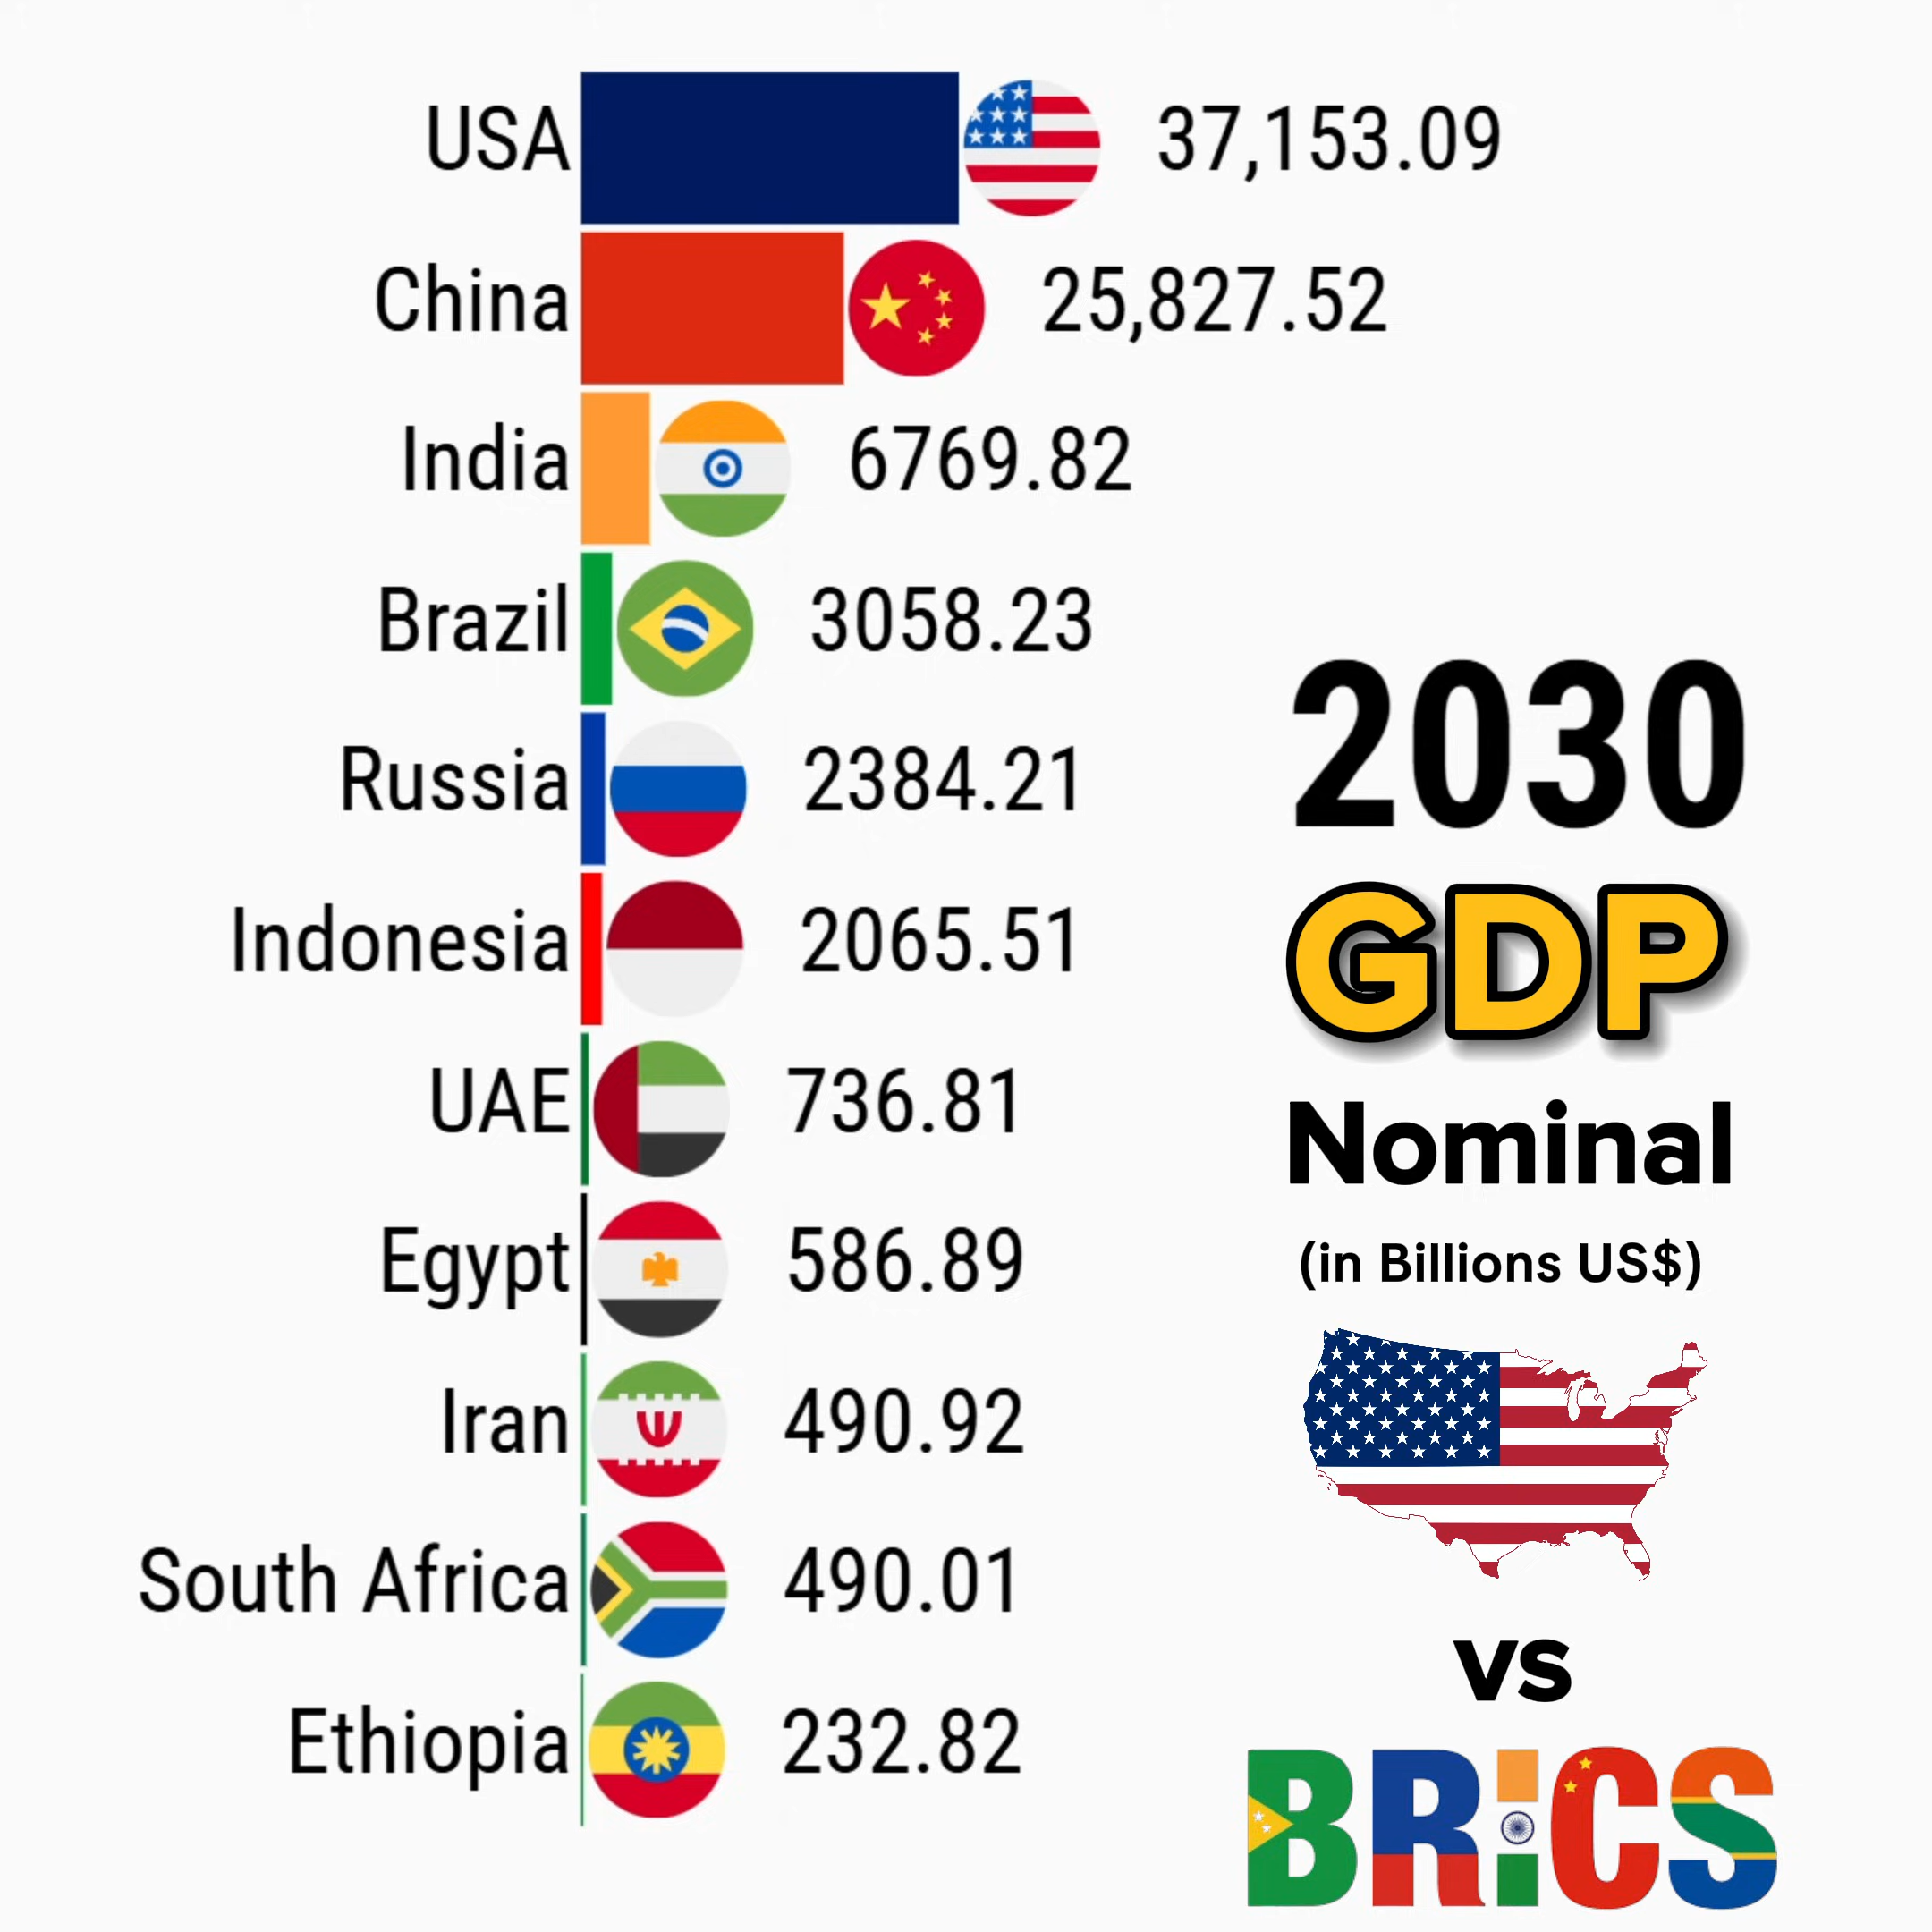 USA 37,153.09
China 25,827.52
India 6769.82
Brazil 3058.23
Russia 2384.21
Indonesia 2065.51
UAE 736.81
Egypt 586.89
Iran 490.92
South Africa 490.01
Ethiopia 232.82
2030
GDP
Nominal
(in Billions US$)
vs
BRiCS